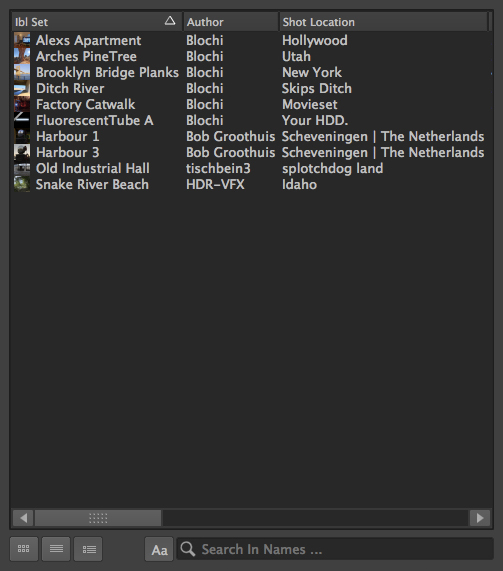 Ibl Set Author Shot Location
Alexs Apartment Blochi Hollywood
Arches PineTree Blochi Utah
Brooklyn Bridge Planks Blochi New York
Ditch River Blochi Skips Ditch
Factory Catwalk Blochi Movieset
FluorescentTube A Blochi Your HDD.
Harbour 1 Bob Groothuis Scheveningen | The Netherlands
Harbour 3 Bob Groothuis Scheveningen | The Netherlands
Old Industrial Hall tischbein3 splotchdog land
Snake River Beach HDR-VFX Idaho
Aa Search In Names ...